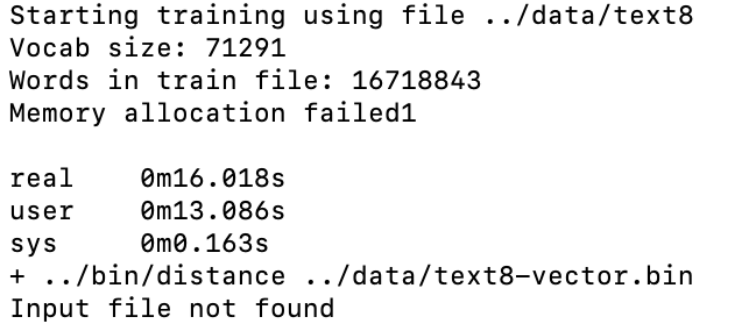 Starting training using file ../data/text8
Vocab size: 71291
Words in train file: 16718843
Memory allocation failed1
real 0m16.018s
user 0m13.086s
sys 0m0.163s
+ ../bin/distance ../data/text8-vector.bin
Input file not found